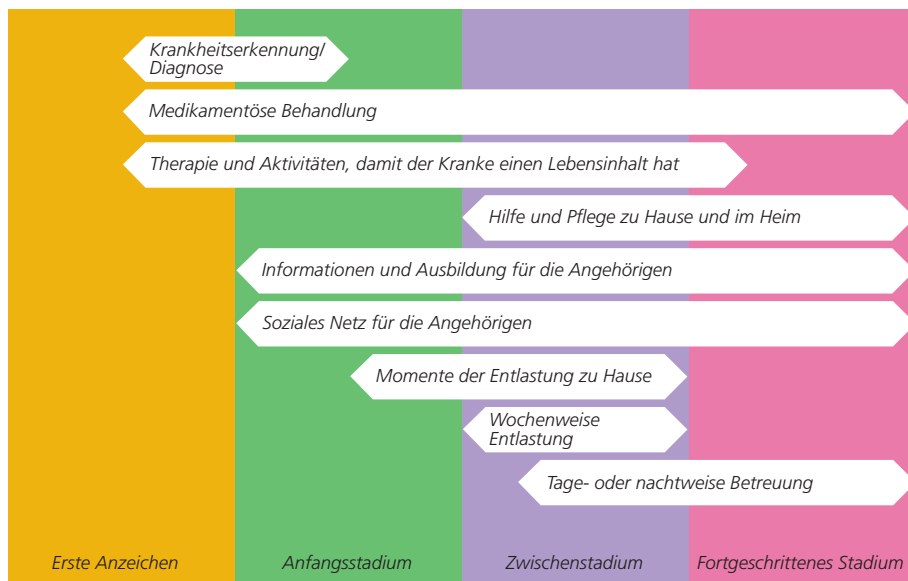 Krankheitserkennung/
Diagnose
Medikamentöse Behandlung
Therapie und Aktivitäten, damit der Kranke einen Lebensinhalt hat
Hilfe und Pflege zu Hause und im Heim
Informationen und Ausbildung für die Angehörigen
Soziales Netz für die Angehörigen
Momente der Entlastung zu Hause
Wochenweise
Entlastung
Tage- oder nachtweise Betreuung
Erste Anzeichen Anfangsstadium Zwischenstadium Fortgeschrittenes Stadium